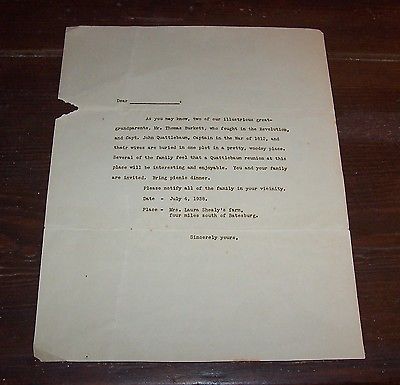 Dear ____________.
As you may know, two of our illustrious great-
grandparents, Mr. Thomas Burkett, who fought in the Revolution,
and Capt. John Quattlebaum, Captain in the War of 1812, and
their wives are buried in one plot in a pretty, woodsy place.
Several of the family feel that a Quattlebaum reunion at this
place will be interesting and enjoyable. You and your family
are invited. Bring picnic dinner.
Please notify all of the family in your vicinity.
Date - July 4, 1938.
Place - Mrs. Laura Shealy's farm,
four miles south of Batesburg.
Sincerely yours,